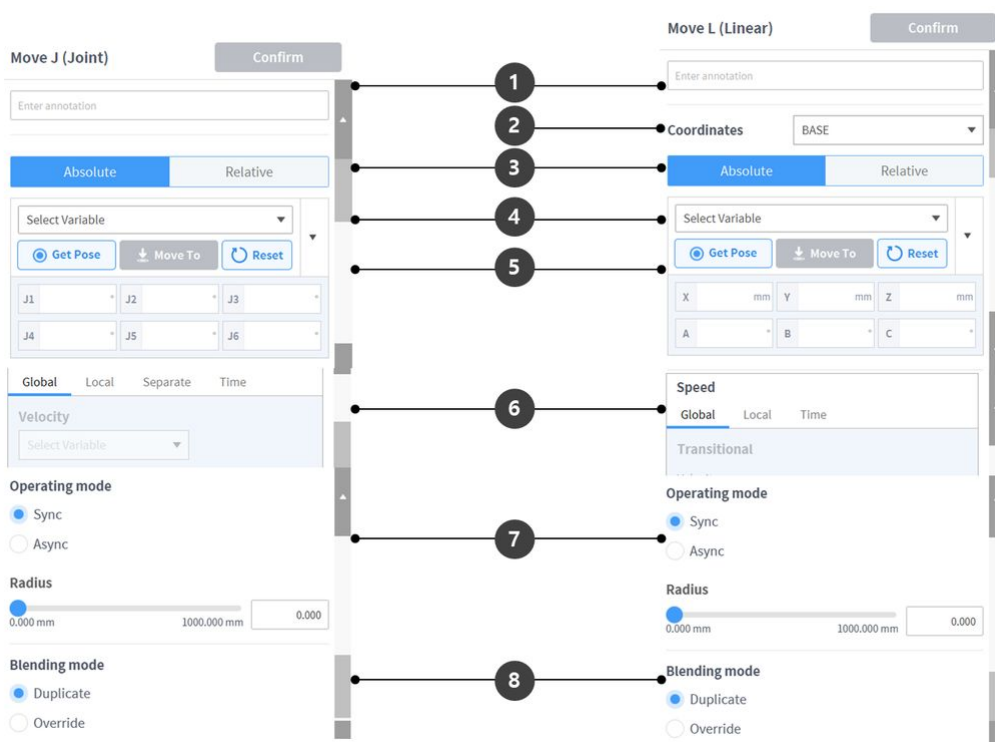 Move J (Joint)
Confirm
Enter annotation
Absolute
Relative
Select Variable
Get Pose
Move To
Reset
J1 °
J2 °
J3 °
J4 °
J5 °
J6 °
Global Local Separate Time
Velocity
Select Variable
Operating mode
Sync
Async
Radius
0.000 mm
1000.000 mm
0.000
Blending mode
Duplicate
Override
1
2
3
4
5
6
7
8
Move L (Linear)
Confirm
Enter annotation
Coordinates
BASE
Absolute
Relative
Select Variable
Get Pose
Move To
Reset
X mm
Y mm
Z mm
A °
B °
C °
Speed
Global Local Time
Transitional
Operating mode
Sync
Async
Radius
0.000 mm
1000.000 mm
0.000
Blending mode
Duplicate
Override